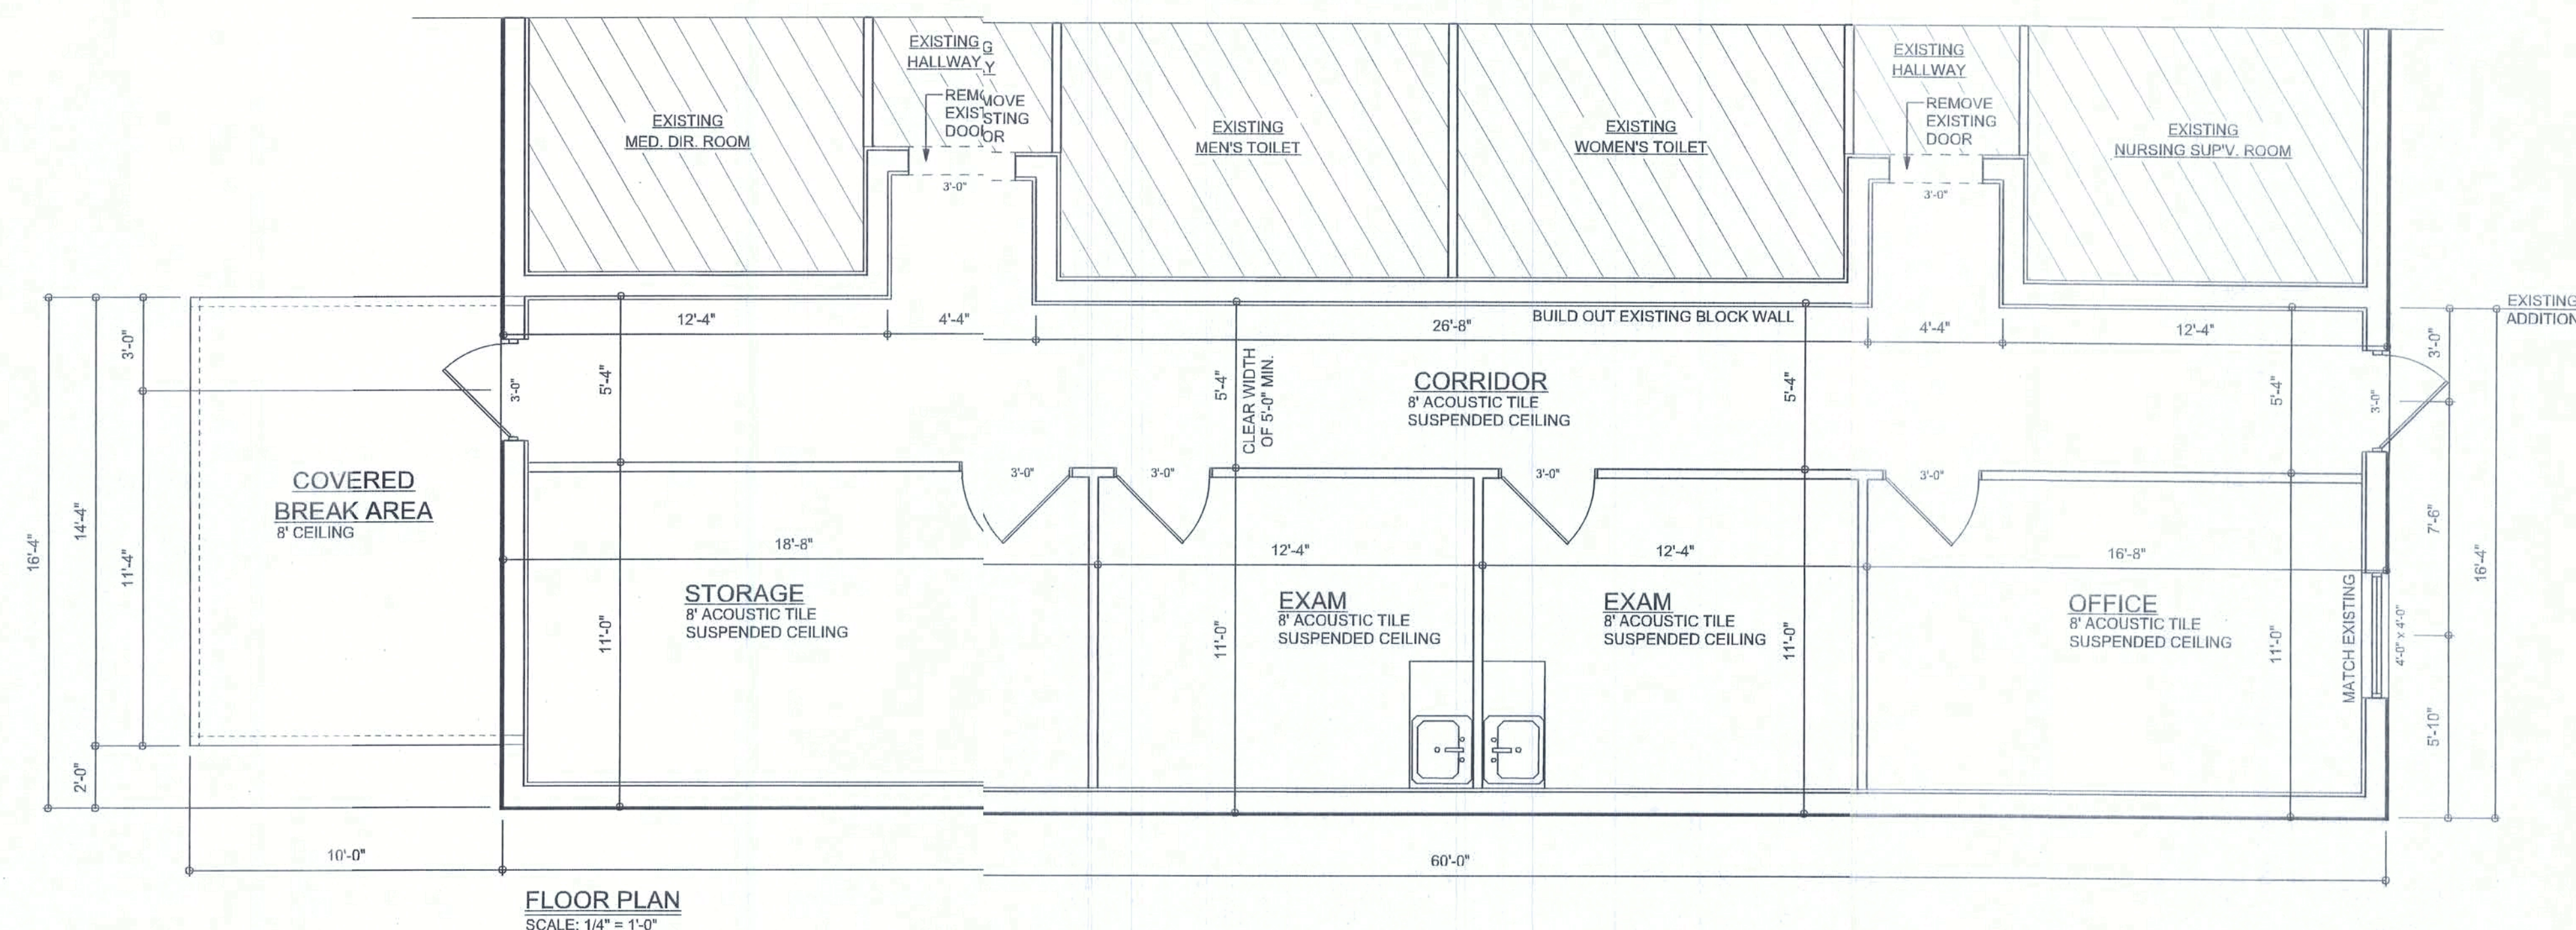 EXISTING
MED. DIR. ROOM
EXISTING
HALLWAY
G
Y
REM
EXIS
DOO
MOVE
STING
OR
3'-0"
EXISTING
MEN'S TOILET
EXISTING
WOMEN'S TOILET
EXISTING
HALLWAY
REMOVE
EXISTING
DOOR
3'-0"
EXISTING
NURSING SUP'V. ROOM
EXISTING
ADDITION
12'-4"
4'-4"
26'-8"
BUILD OUT EXISTING BLOCK WALL
4'-4"
12'-4"
3'-0"
3'-0"
5'-4"
5'-4"
CLEAR WIDTH
OF 5'-0" MIN.
CORRIDOR
8' ACOUSTIC TILE
SUSPENDED CEILING
5'-4"
5'-4"
3'-0"
3'-0"
COVERED
BREAK AREA
8' CEILING
3'-0"
3'-0"
3'-0"
3'-0"
16'-4"
14'-4"
11'-4"
2'-0"
18'-8"
12'-4"
12'-4"
16'-8"
7'-6"
16'-4"
STORAGE
8' ACOUSTIC TILE
SUSPENDED CEILING
11'-0"
EXAM
8' ACOUSTIC TILE
SUSPENDED CEILING
11'-0"
EXAM
8' ACOUSTIC TILE
SUSPENDED CEILING
11'-0"
OFFICE
8' ACOUSTIC TILE
SUSPENDED CEILING
11'-0"
MATCH EXISTING
4'-0" x 4'-0"
5'-10"
10'-0"
60'-0"
FLOOR PLAN
SCALE: 1/4" = 1'-0"